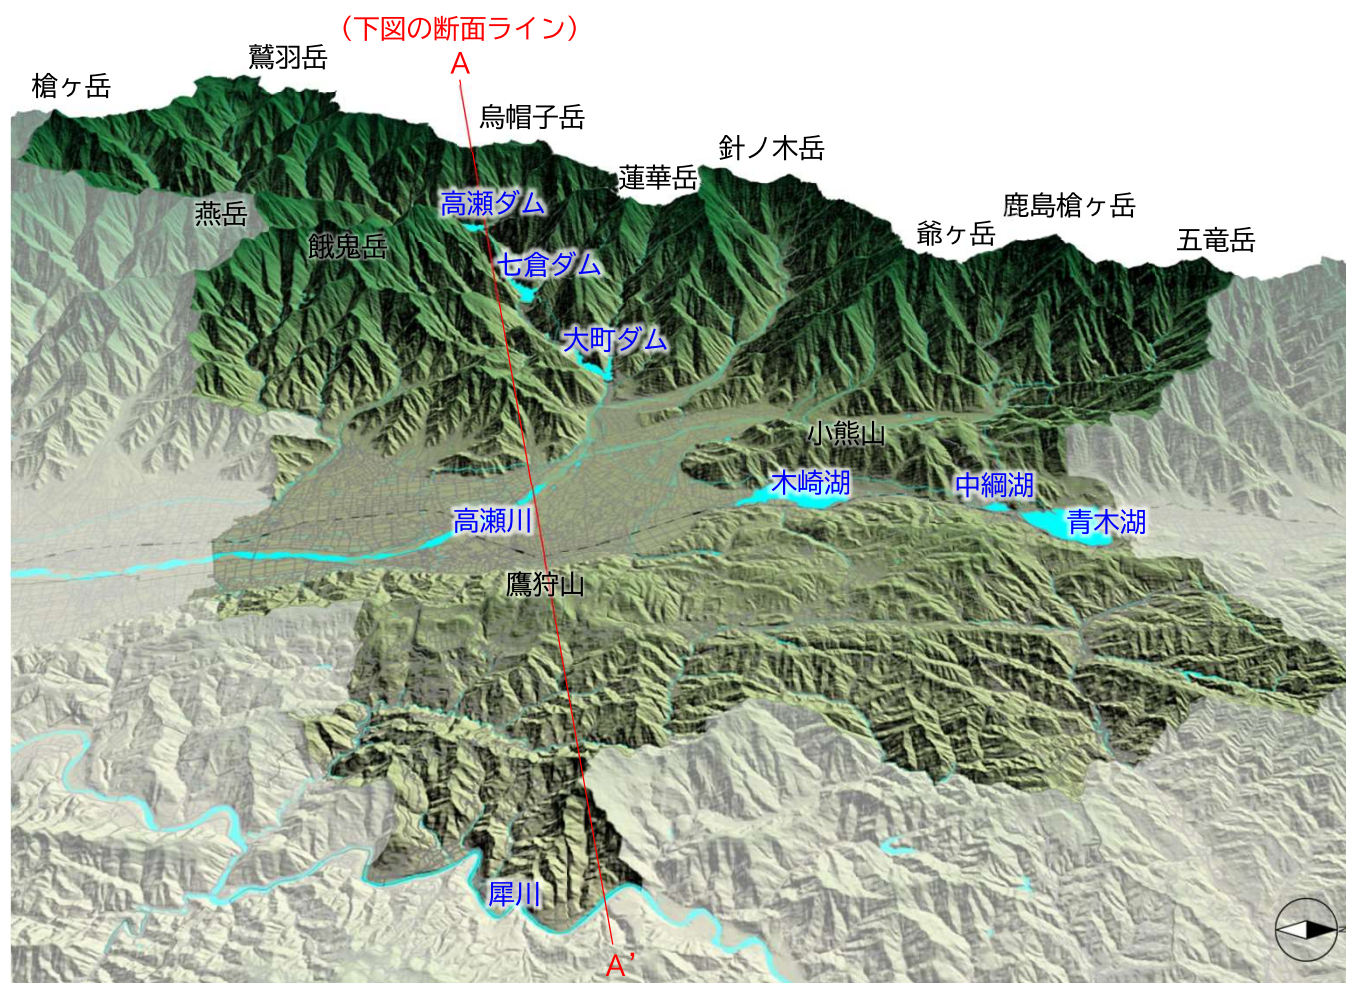 （下図の断面ライン）
A
鷲羽岳
槍ヶ岳
烏帽子岳
針ノ木岳
蓮華岳
高瀬ダム
燕岳
鹿島槍ヶ岳
爺ヶ岳
五竜岳
餓鬼岳
七倉ダム
大町ダム
小熊山
木崎湖
中綱湖
高瀬川
青木湖
鷹狩山
犀川
A’
N